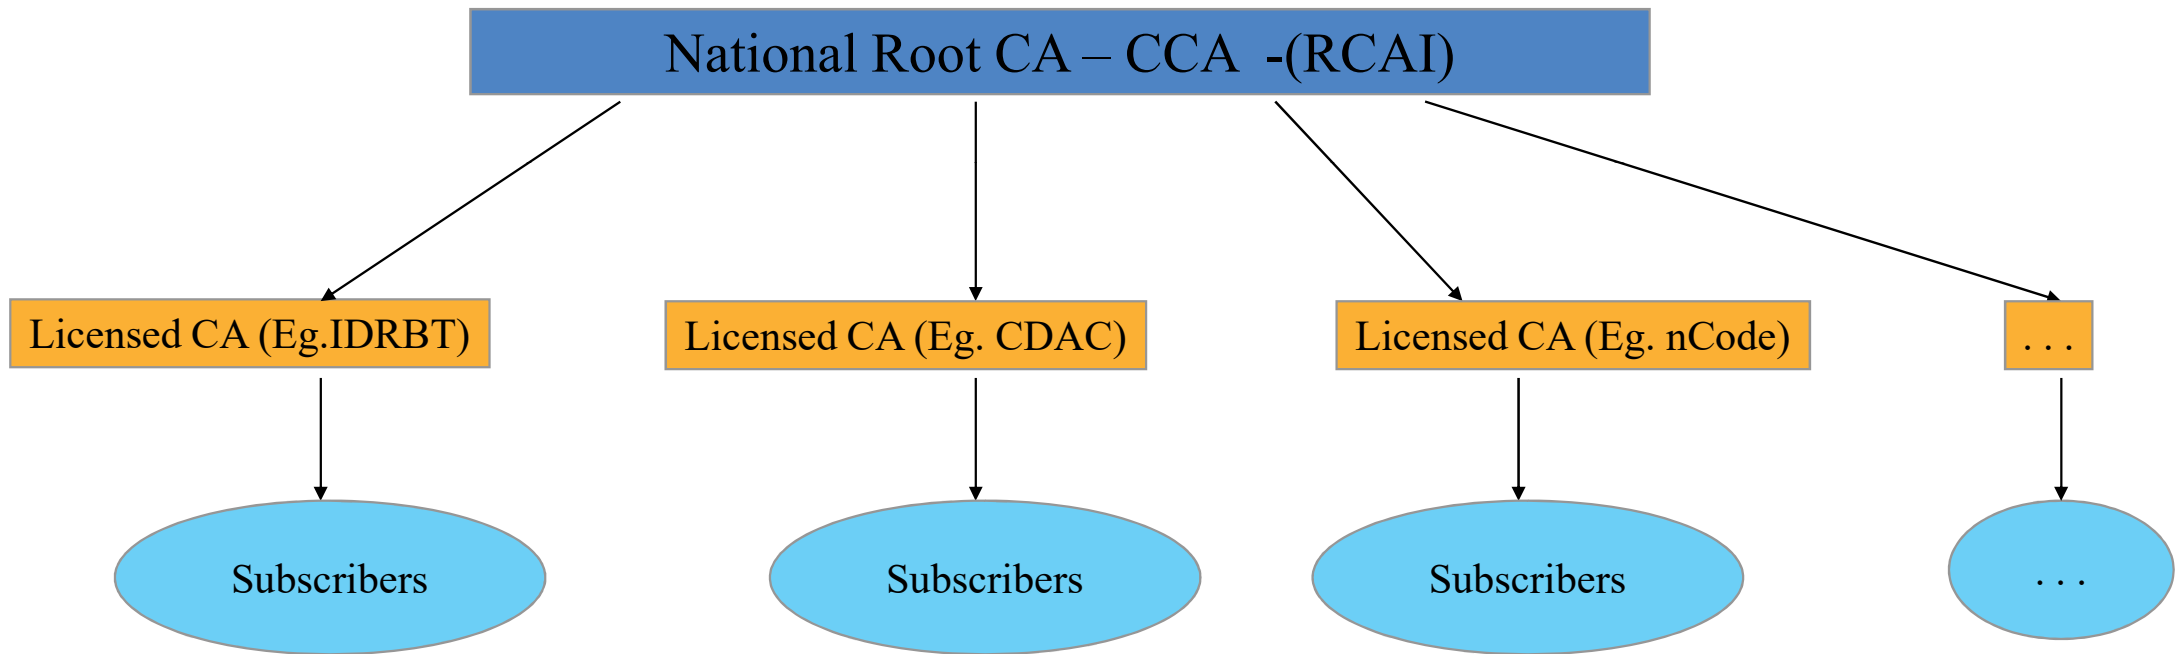 National Root CA – CCA  -(RCAI)
Licensed CA (Eg.IDRBT)
Licensed CA (Eg. CDAC)
Licensed CA (Eg. nCode)
. . .
Subscribers
Subscribers
Subscribers
. . .